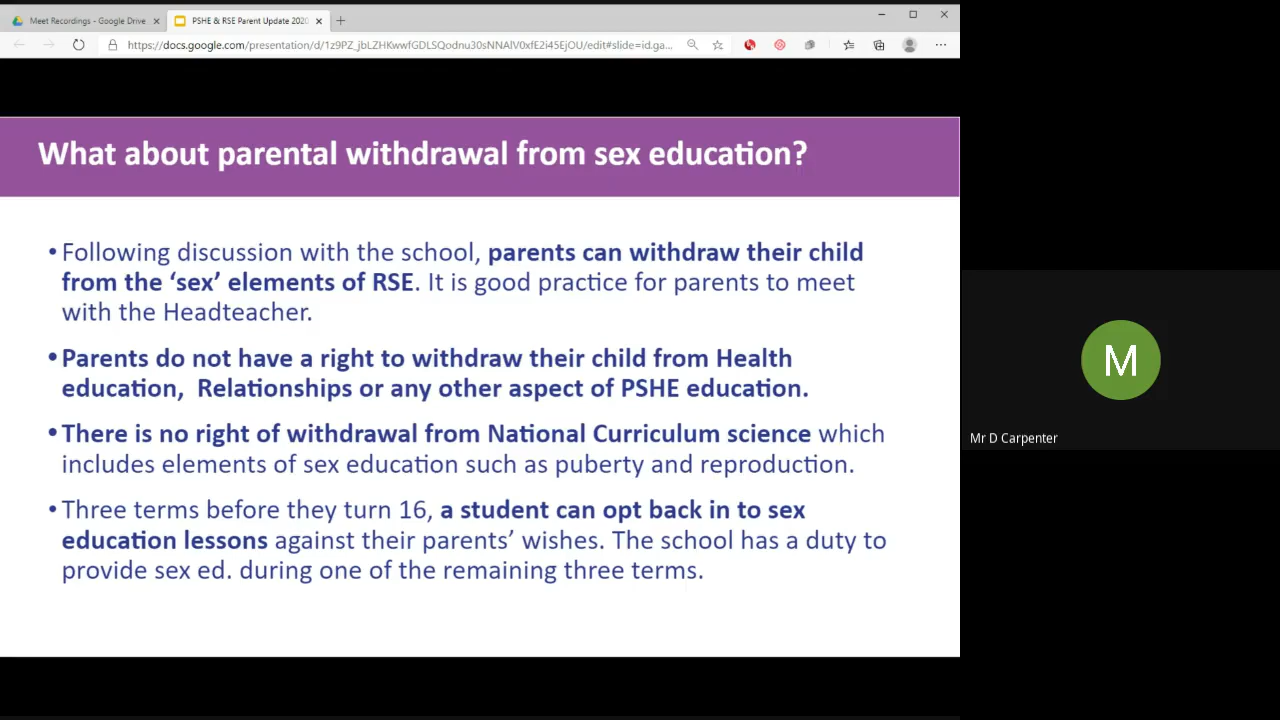 Meet Recordings - Google Drive
PSHE & RSE Parent Update 2020
https://docs.google.com/presentation/d/1z9PZ_jbLZHKwwfGDLSQodnu30sNNAlV0xfE2i45EjOU/edit#slide=id.ga...
What about parental withdrawal from sex education?
•Following discussion with the school, parents can withdraw their child
from the ‘sex’ elements of RSE. It is good practice for parents to meet
with the Headteacher.
•Parents do not have a right to withdraw their child from Health
education, Relationships or any other aspect of PSHE education.
•There is no right of withdrawal from National Curriculum science which
includes elements of sex education such as puberty and reproduction.
•Three terms before they turn 16, a student can opt back in to sex
education lessons against their parents’ wishes. The school has a duty to
provide sex ed. during one of the remaining three terms.
M
Mr D Carpenter